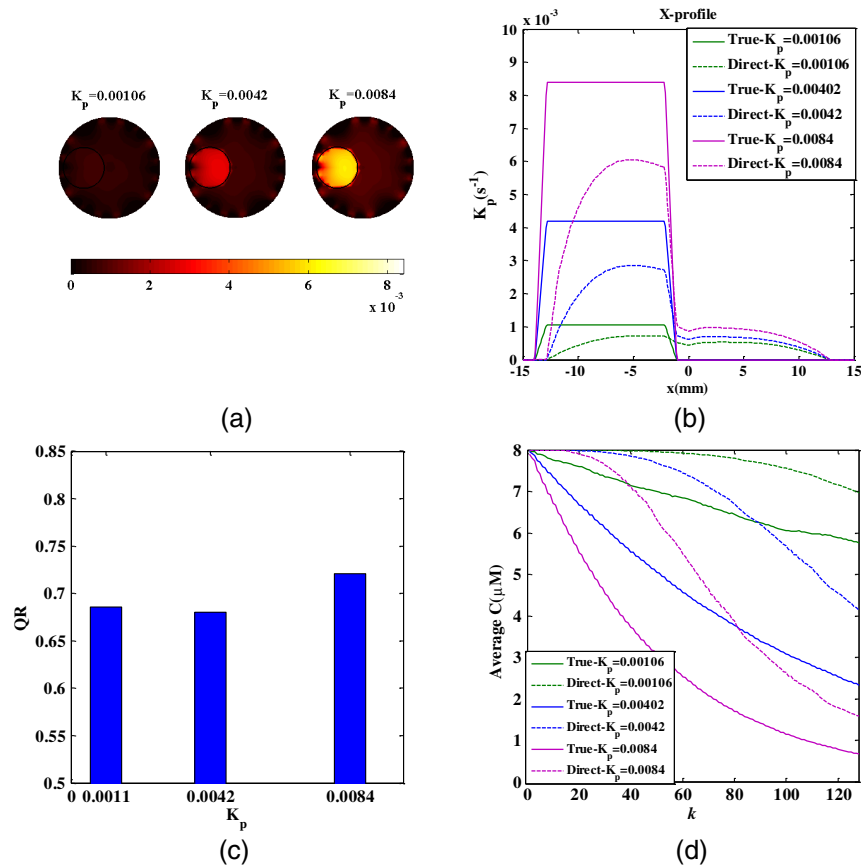 K_p=0.00106 K_p=0.0042 K_p=0.0084
0 2 4 6 8
x 10^-3
(a)
x 10^-3
X-profile
10
9
8
7
6
5
4
3
2
1
0
K_p(s^-1)
True-K_p=0.00106
Direct-K_p=0.00106
True-K_p=0.00402
Direct-K_p=0.0042
True-K_p=0.0084
Direct-K_p=0.0084
-15 -10 -5 0 5 10 15
x(mm)
(b)
0.85
0.8
0.75
0.7
0.65
0.6
0.55
0.5
QR
0 0.0011 0.0042 0.0084
K_p
(c)
8
7
6
5
4
3
2
1
0
Average C(μM)
True-K_p=0.00106
Direct-K_p=0.00106
True-K_p=0.00402
Direct-K_p=0.0042
True-K_p=0.0084
Direct-K_p=0.0084
0 20 40 60 80 100 120
k
(d)